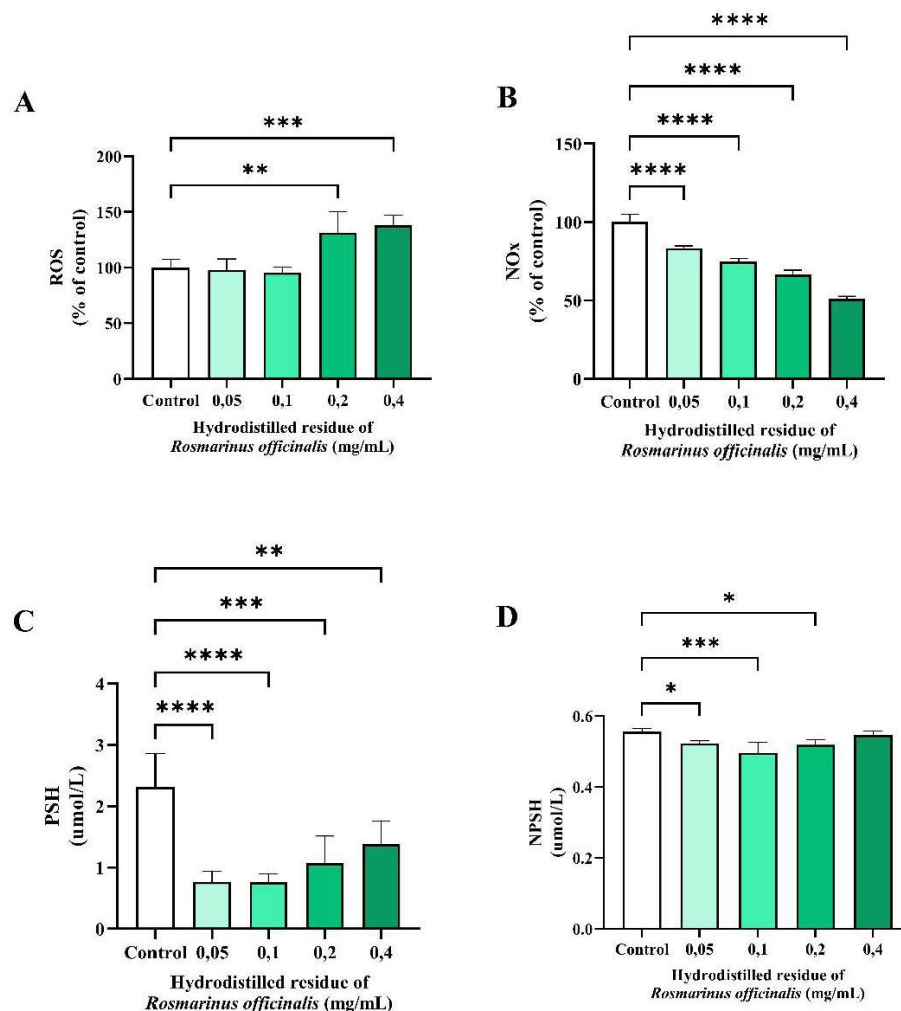 A
***
**
200
150
100
50
0
ROS
(% of control)
Control 0,05 0,1 0,2 0,4
Hydrodistilled residue of
Rosmarinus officinalis (mg/mL)
B
****
****
****
****
150
100
50
0
NOx
(% of control)
Control 0,05 0,1 0,2 0,4
Hydrodistilled residue of
Rosmarinus officinalis (mg/mL)
C
**
***
****
****
4
3
2
1
0
PSH
(umol/L)
Control 0,05 0,1 0,2 0,4
Hydrodistilled residue of
Rosmarinus officinalis (mg/mL)
D
*
***
*
0.6
0.4
0.2
0.0
NPSH
(umol/L)
Control 0,05 0,1 0,2 0,4
Hydrodistilled residue of
Rosmarinus officinalis (mg/mL)